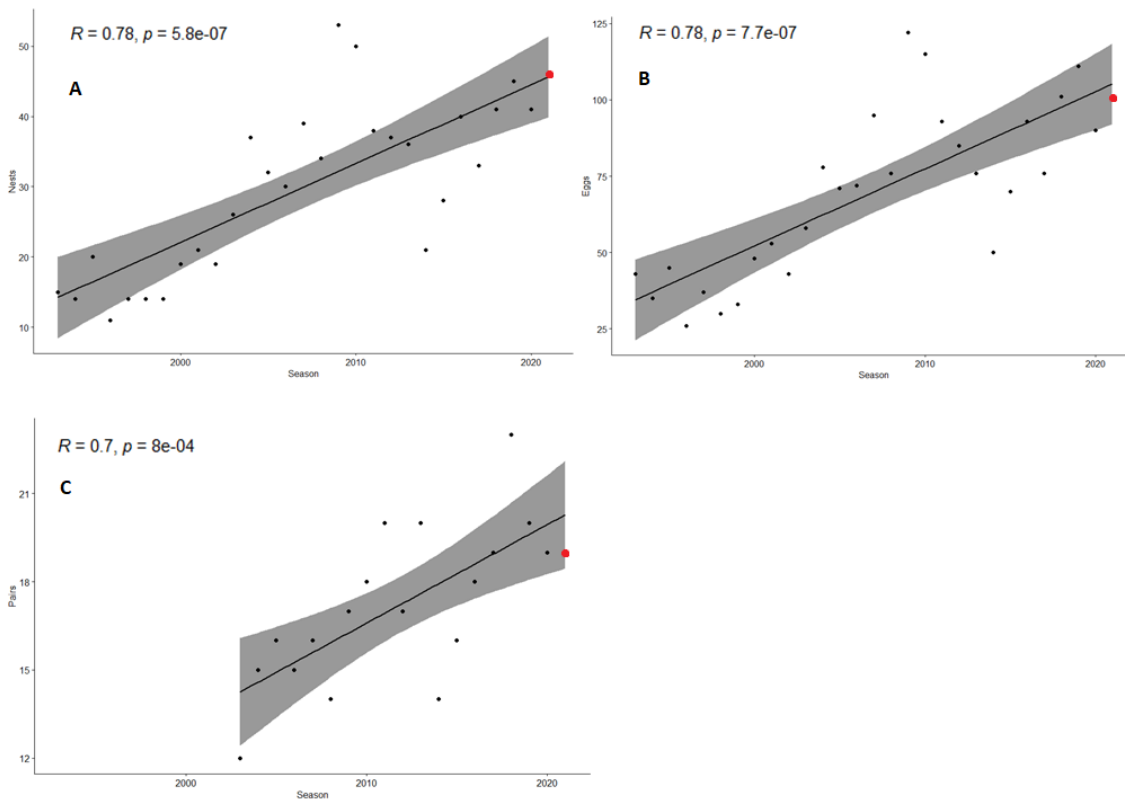 R = 0.78, p = 5.8e-07
A
50
40
30
20
10
Nests
2000
2010
2020
Season
R = 0.78, p = 7.7e-07
B
125
100
75
50
25
Eggs
2000
2010
2020
Season
R = 0.7, p = 8e-04
C
21
18
15
12
Pairs
2000
2010
2020
Season